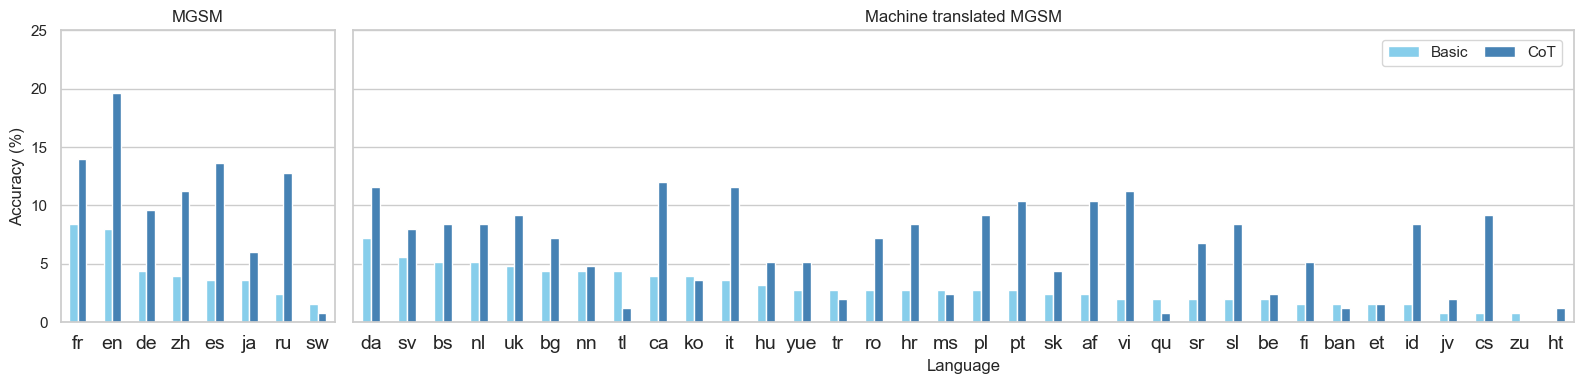 MGSM
Machine translated MGSM
Accuracy (%)
25
20
15
10
5
0
Basic CoT
fr en de zh es ja ru sw
da sv bs nl uk bg nn tl ca ko it hu yue tr ro hr ms pl pt sk af vi qu sr sl be fi ban et id jv cs zu ht
Language